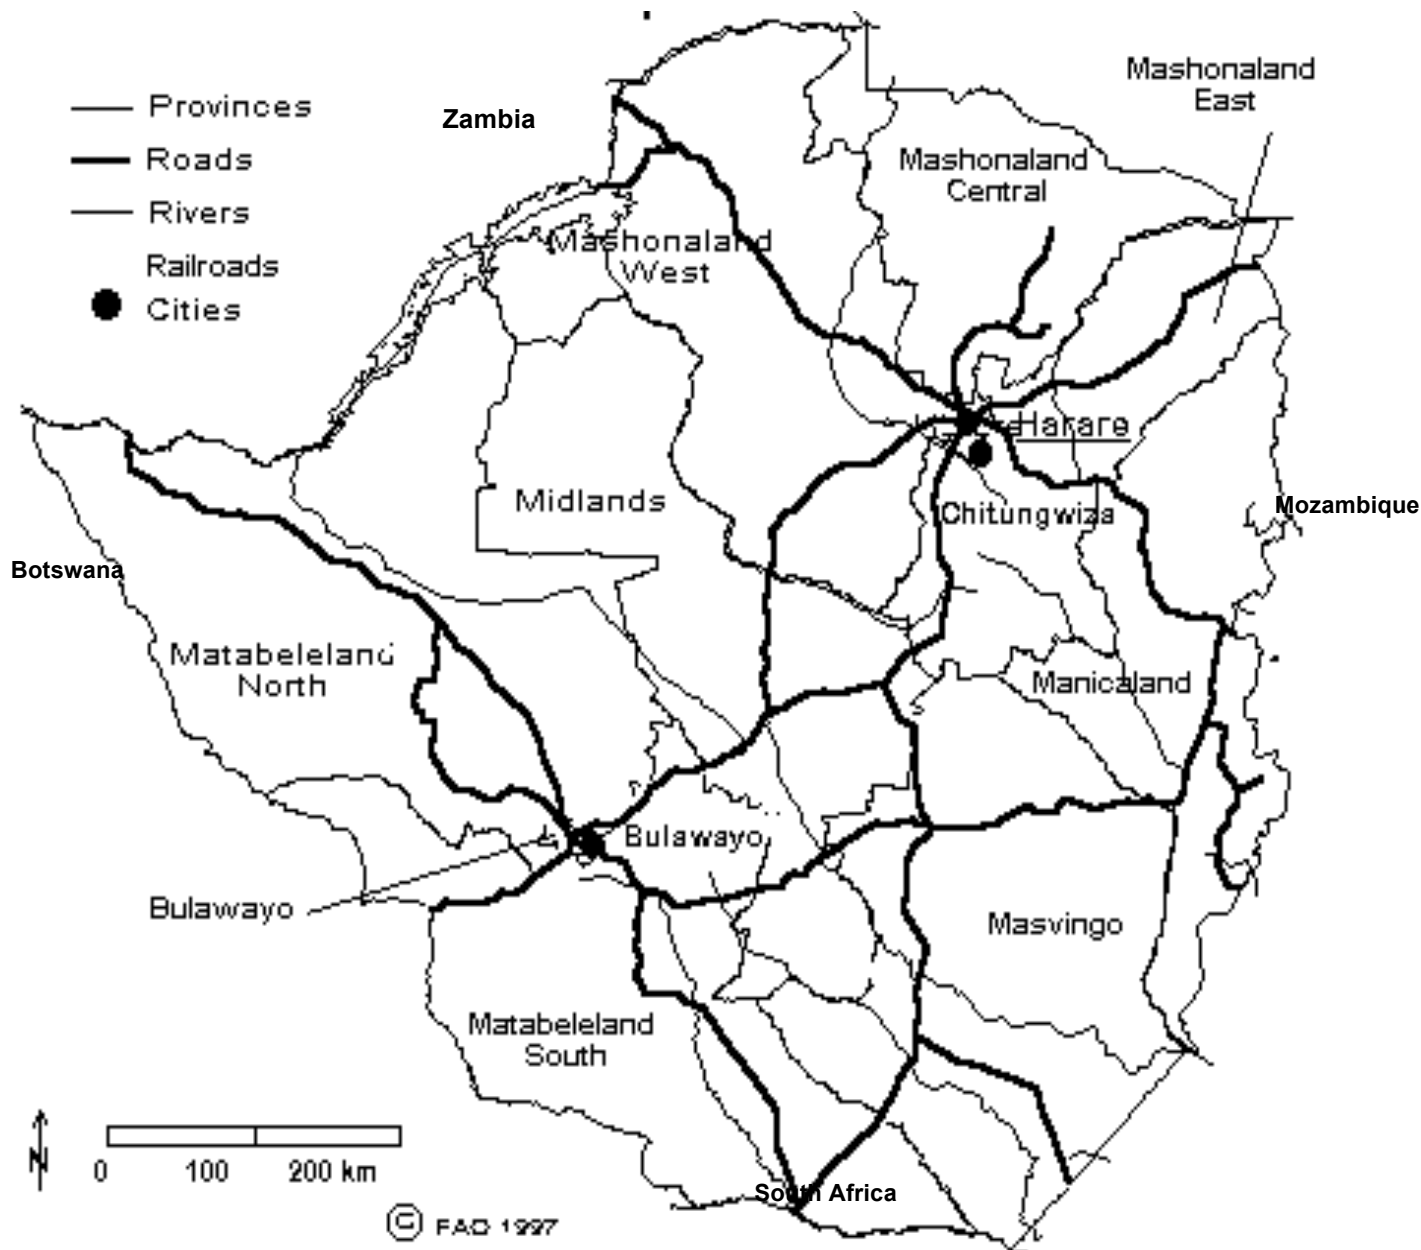 Mashonaland
East
Provinces
Zambia
Roads
Mashonaland
Central
Rivers
Mashonaland
West
Railroads
Cities
Harare
Midlands
Chitungwiza
Mozambique
Botswana
Matabeleland
North
Manicaland
Bulawayo
Bulawayo
Masvingo
Matabeleland
South
N
0 100 200 km
South Africa
© FAO 1997